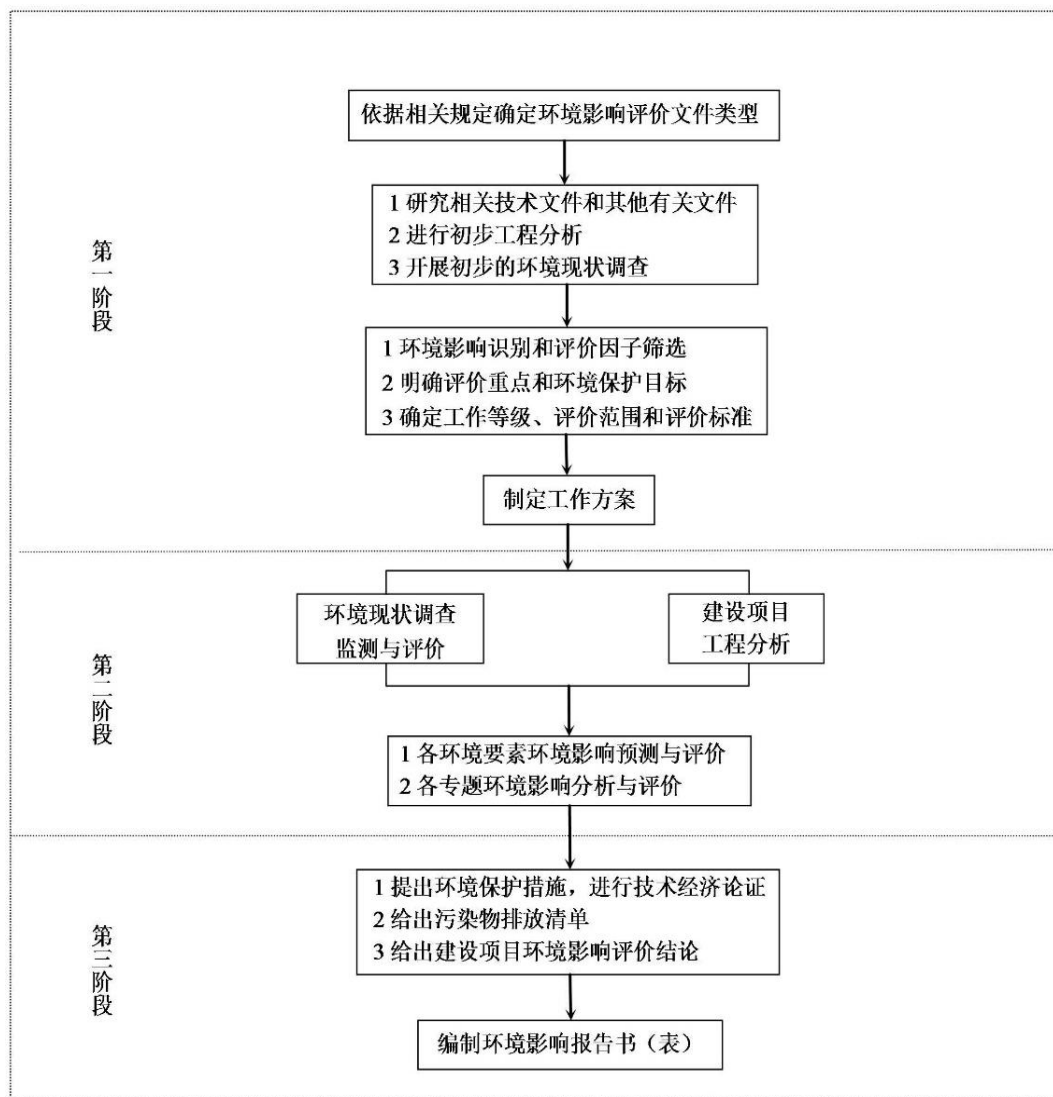 依据相关规定确定环境影响评价文件类型
第一阶段
1 研究相关技术文件和其他有关文件
2 进行初步工程分析
3 开展初步的环境现状调查
1 环境影响识别和评价因子筛选
2 明确评价重点和环境保护目标
3 确定工作等级、评价范围和评价标准
制定工作方案
第二阶段
环境现状调查
监测与评价
建设项目
工程分析
1 各环境要素环境影响预测与评价
2 各专题环境影响分析与评价
第三阶段
1 提出环境保护措施，进行技术经济论证
2 给出污染物排放清单
3 给出建设项目环境影响评价结论
编制环境影响报告书（表）